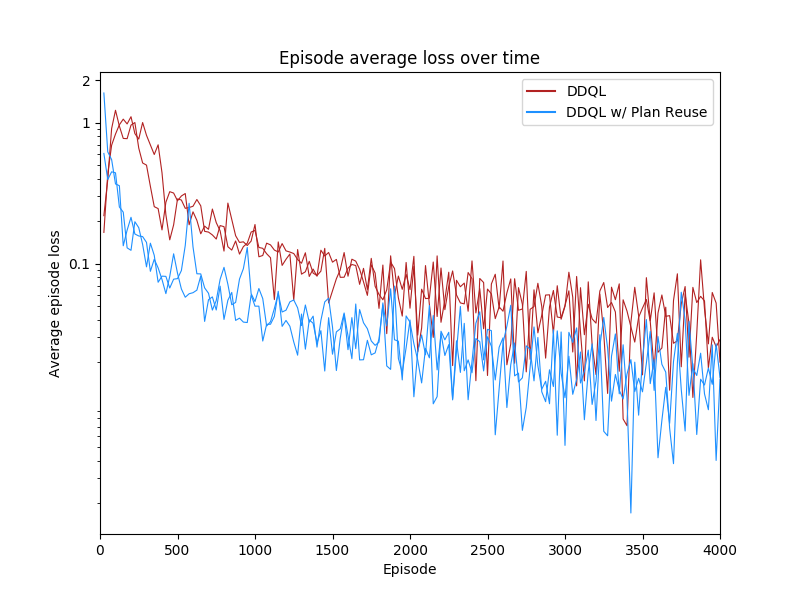 Episode average loss over time
DDQL
DDQL w/ Plan Reuse
2
1
0.1
Average episode loss
0
500
1000
1500
2000
2500
3000
3500
4000
Episode